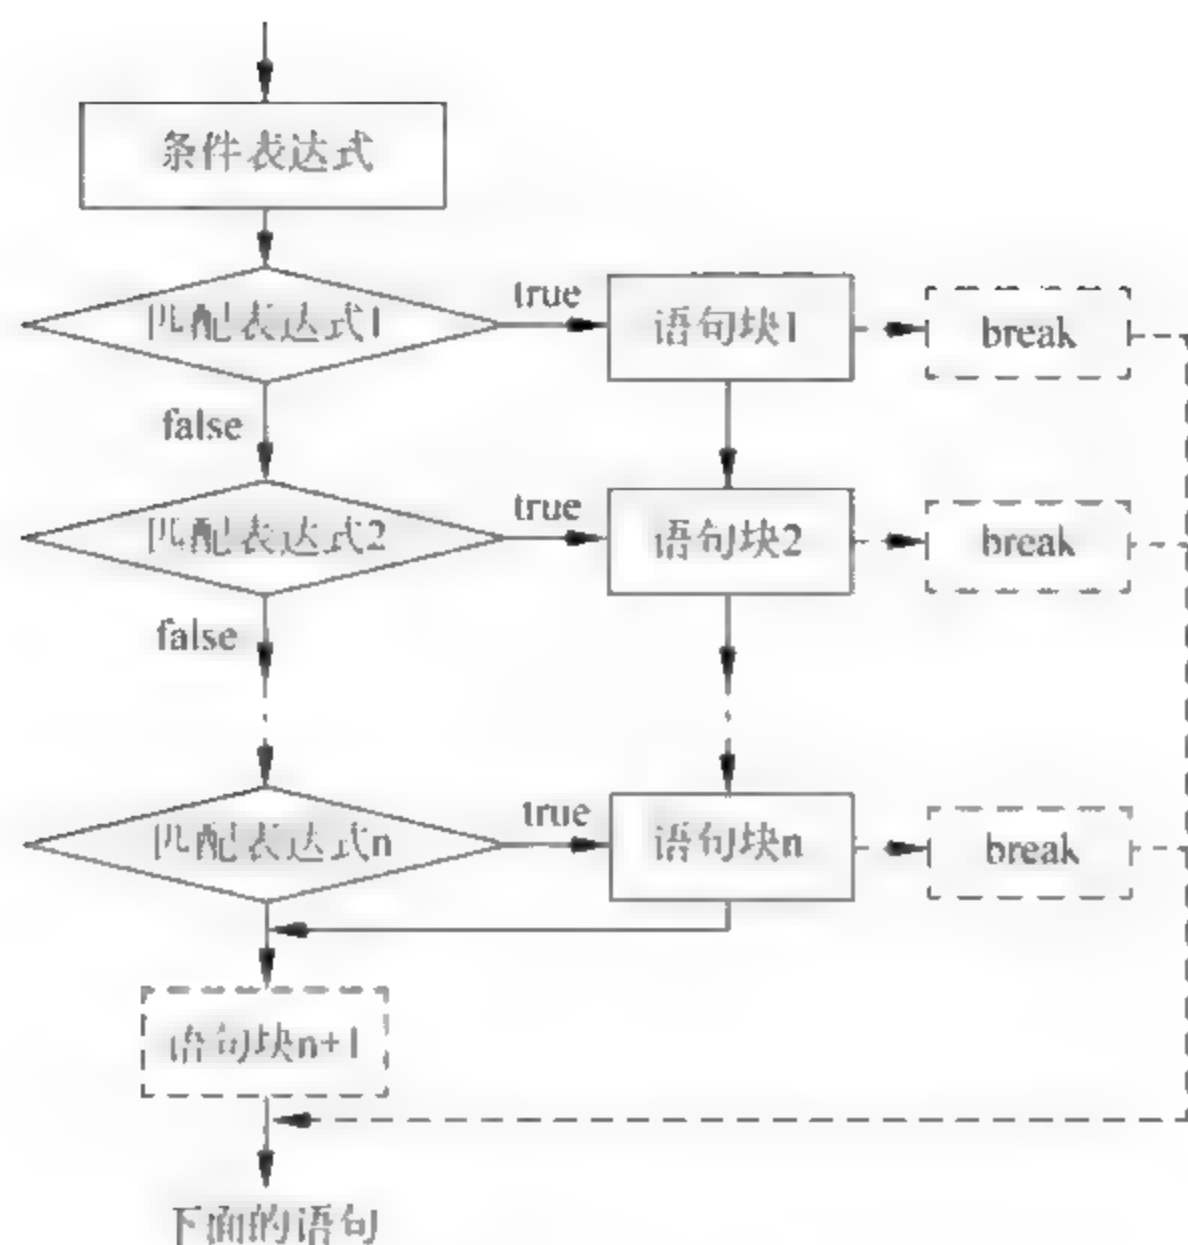 条件表达式
匹配表达式1
true
语句块1
break
false
匹配表达式2
true
语句块2
break
false
匹配表达式n
true
语句块n
break
语句块n+1
下面的语句